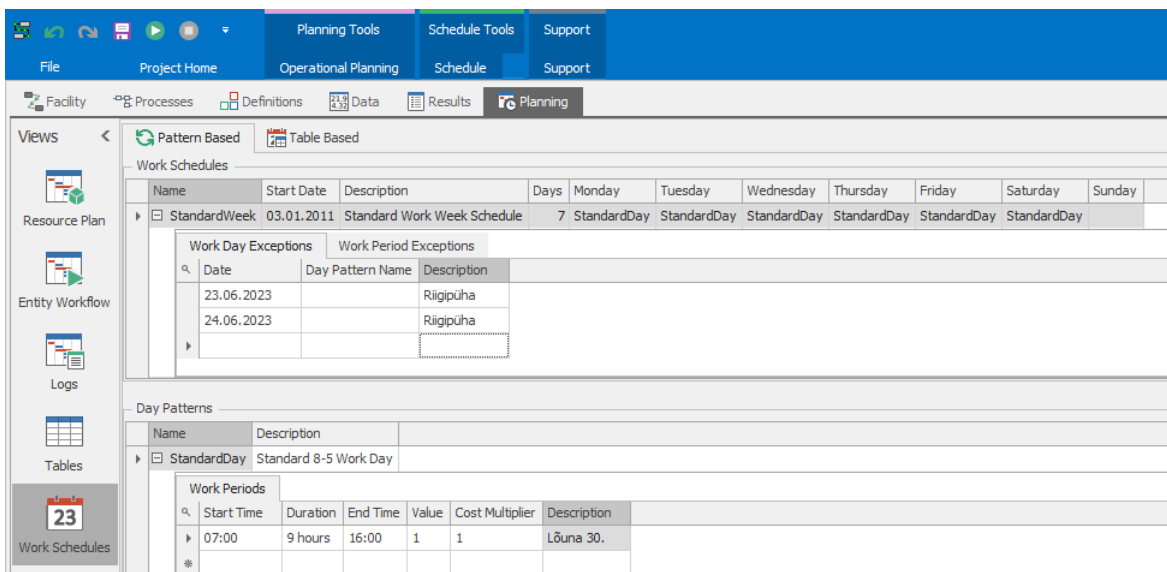 Planning Tools Schedule Tools Support
File Project Home Operational Planning Schedule Support
Facility Processes Definitions 21.9 4.32 Data Results Planning
Views Pattern Based Table Based
Work Schedules
Name Start Date Description Days Monday Tuesday Wednesday Thursday Friday Saturday Sunday
StandardWeek 03.01.2011 Standard Work Week Schedule 7 StandardDay StandardDay StandardDay StandardDay StandardDay StandardDay
Resource Plan
Work Day Exceptions Work Period Exceptions
Date Day Pattern Name Description
23.06.2023 Riigipüha
24.06.2023 Riigipüha
Entity Workflow
Logs
Day Patterns
Name Description
StandardDay Standard 8-5 Work Day
Tables
Work Periods
Start Time Duration End Time Value Cost Multiplier Description
07:00 9 hours 16:00 1 1 Lõuna 30.
23
Work Schedules